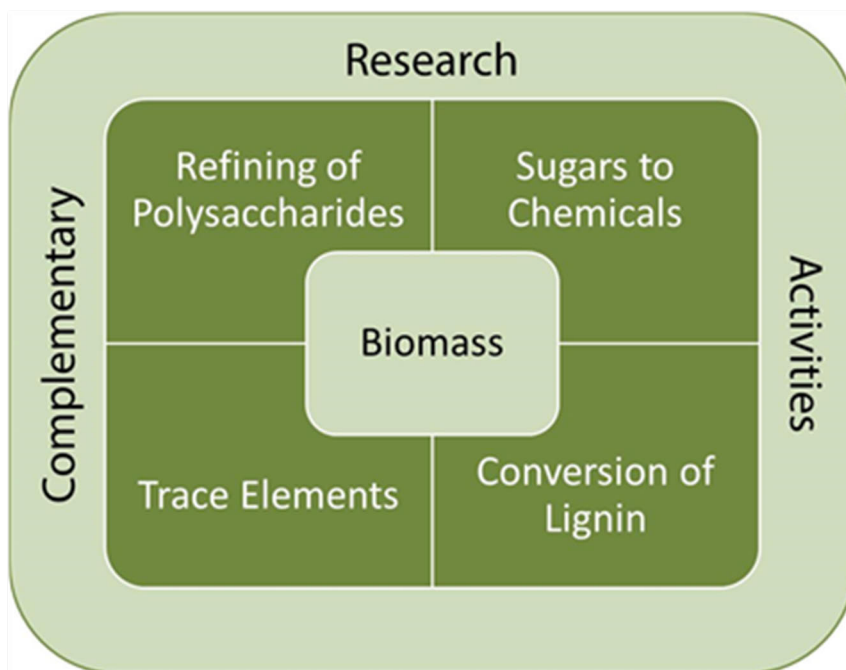 Complementary
Research
Activities
Refining of
Polysaccharides
Sugars to
Chemicals
Biomass
Trace Elements
Conversion of
Lignin